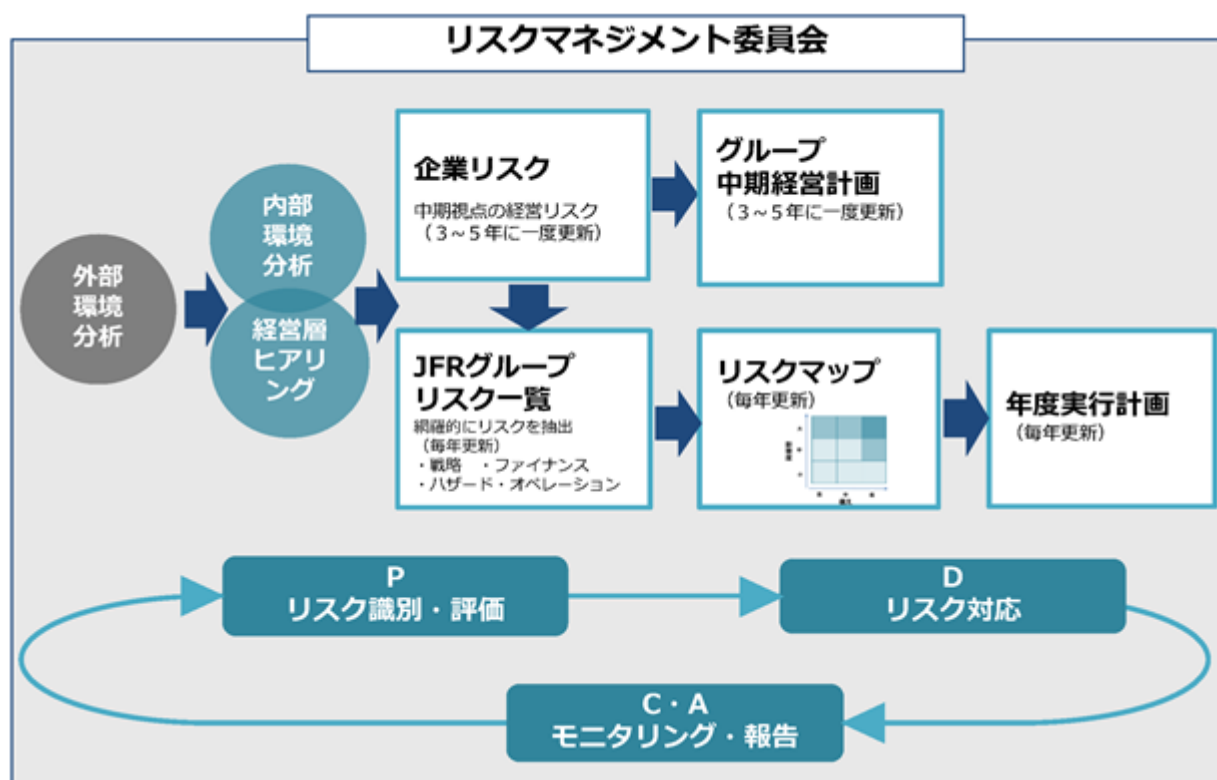 リスクマネジメント委員会
外部
環境
分析
内部
環境
分析
経営層
ヒアリ
ング
企業リスク
中期視点の経営リスク
（３～５年に一度更新）
グループ
中期経営計画
（３～５年に一度更新）
JFRグループ
リスク一覧
網羅的にリスクを抽出
（毎年更新）
・戦略　・ファイナンス
・ハザード・オペレーション
リスクマップ
（毎年更新）
年度実行計画
（毎年更新）
P
リスク識別・評価
D
リスク対応
C・A
モニタリング・報告